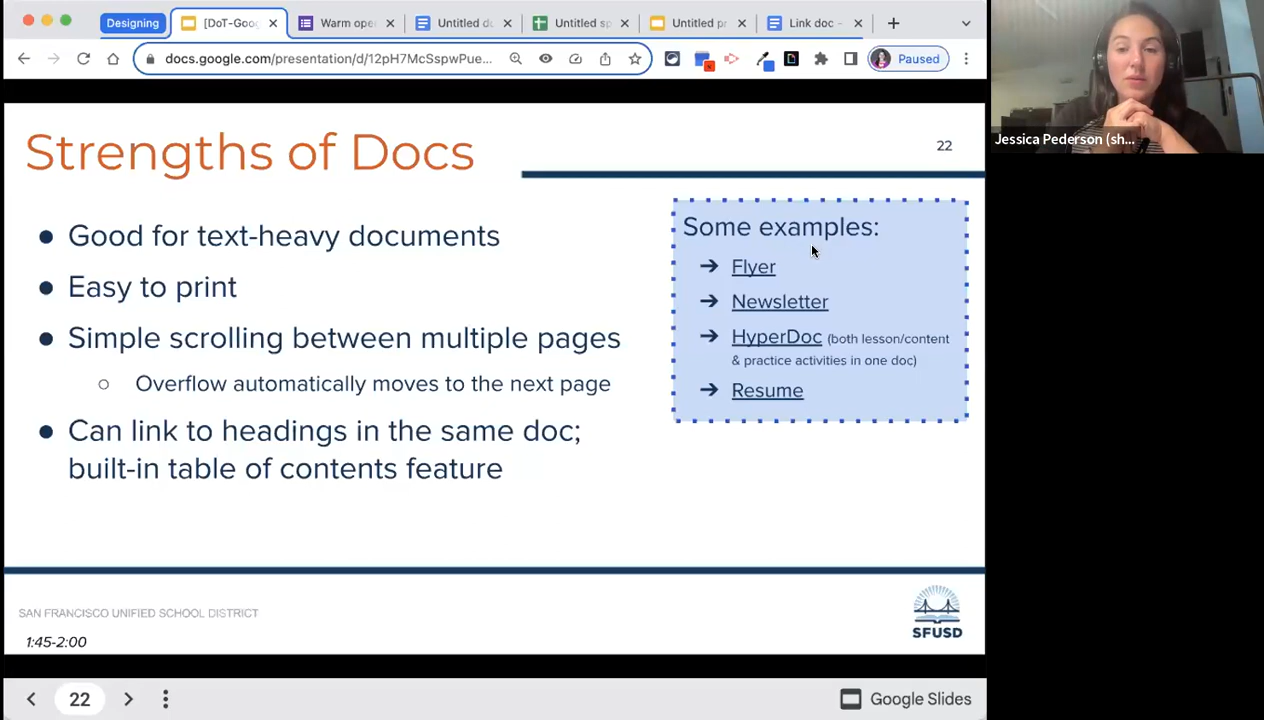 Designing
[DoT-Goo
Warm ope
Untitled d
Untitled sp
Untitled pr
Link doc -
docs.google.com/presentation/d/12pH7McSspwPue...
Paused
Jessica Pederson (sh...
Strengths of Docs
22
● Good for text-heavy documents
● Easy to print
● Simple scrolling between multiple pages
○ Overflow automatically moves to the next page
● Can link to headings in the same doc;
built-in table of contents feature
Some examples:
➔ Flyer
➔ Newsletter
➔ HyperDoc (both lesson/content
& practice activities in one doc)
➔ Resume
SAN FRANCISCO UNIFIED SCHOOL DISTRICT
1:45-2:00
SFUSD
22
Google Slides